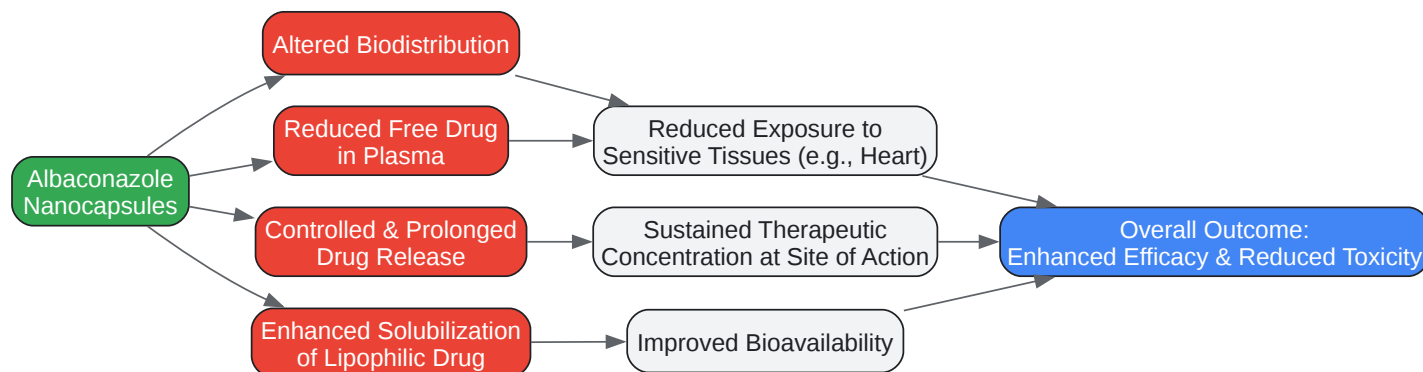 Altered Biodistribution
Reduced Free Drug
in Plasma
Reduced Exposure to
Sensitive Tissues (e.g., Heart)
Albaconazole
Nanocapsules
Controlled & Prolonged
Drug Release
Sustained Therapeutic
Concentration at Site of Action
Overall Outcome:
Enhanced Efficacy & Reduced Toxicity
Enhanced Solubilization
of Lipophilic Drug
Improved Bioavailability